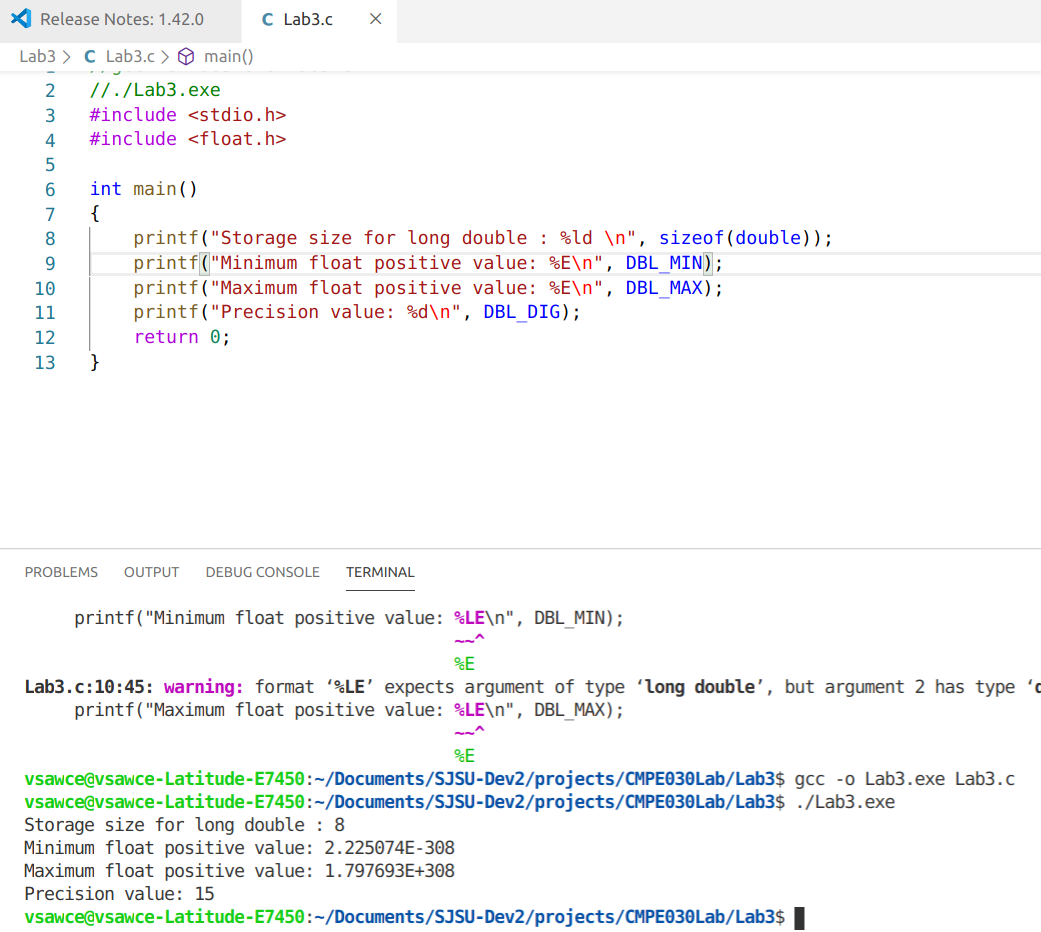 Release Notes: 1.42.0
C Lab3.c ×
Lab3 > C Lab3.c > main()
2 //./Lab3.exe
3 #include <stdio.h>
4 #include <float.h>
5
6 int main()
7 {
8 printf("Storage size for long double : %ld \n", sizeof(double));
9 printf("Minimum float positive value: %E\n", DBL_MIN);
10 printf("Maximum float positive value: %E\n", DBL_MAX);
11 printf("Precision value: %d\n", DBL_DIG);
12 return 0;
13 }
PROBLEMS OUTPUT DEBUG CONSOLE TERMINAL
printf("Minimum float positive value: %LE\n", DBL_MIN);
~~^
%E
Lab3.c:10:45: warning: format ‘%LE’ expects argument of type ‘long double’, but argument 2 has type ‘
printf("Maximum float positive value: %LE\n", DBL_MAX);
~~^
%E
vsawce@vsawce-Latitude-E7450:~/Documents/SJSU-Dev2/projects/CMPE030Lab/Lab3$ gcc -o Lab3.exe Lab3.c
vsawce@vsawce-Latitude-E7450:~/Documents/SJSU-Dev2/projects/CMPE030Lab/Lab3$ ./Lab3.exe
Storage size for long double : 8
Minimum float positive value: 2.225074E-308
Maximum float positive value: 1.797693E+308
Precision value: 15
vsawce@vsawce-Latitude-E7450:~/Documents/SJSU-Dev2/projects/CMPE030Lab/Lab3$